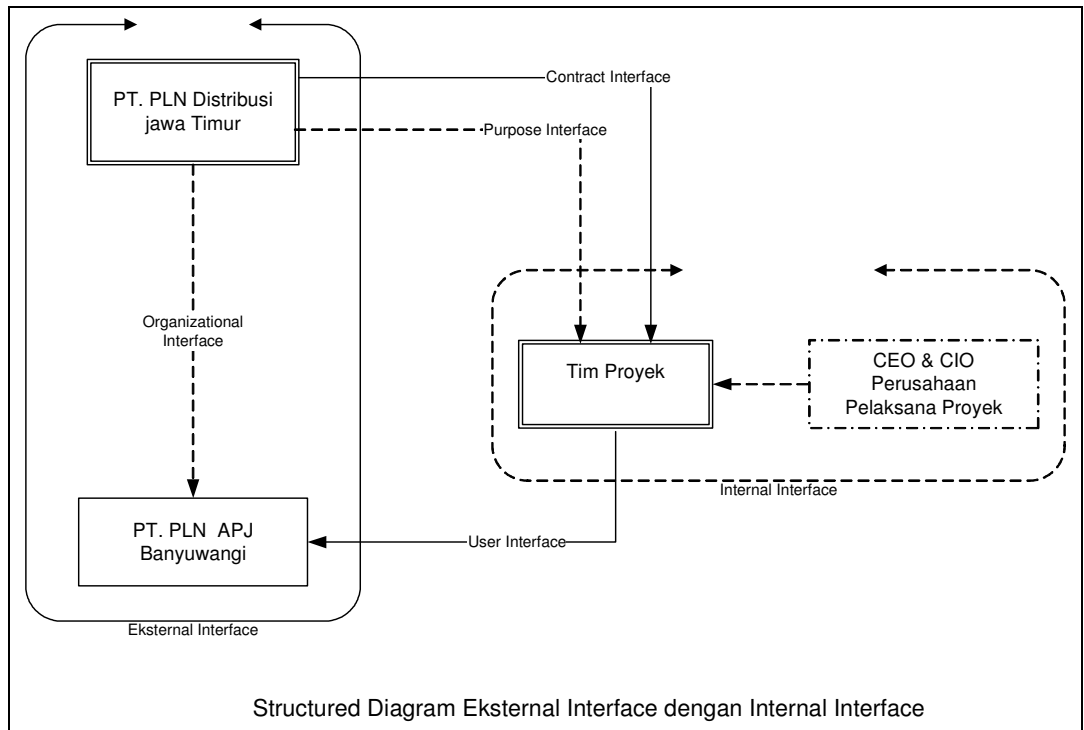 Contract Interface
PT. PLN Distribusi
jawa Timur
Purpose Interface
Organizational
Interface
Tim Proyek
CEO & CIO
Perusahaan
Pelaksana Proyek
Internal Interface
PT. PLN  APJ
Banyuwangi
User Interface
Eksternal Interface
Structured Diagram Eksternal Interface dengan Internal Interface